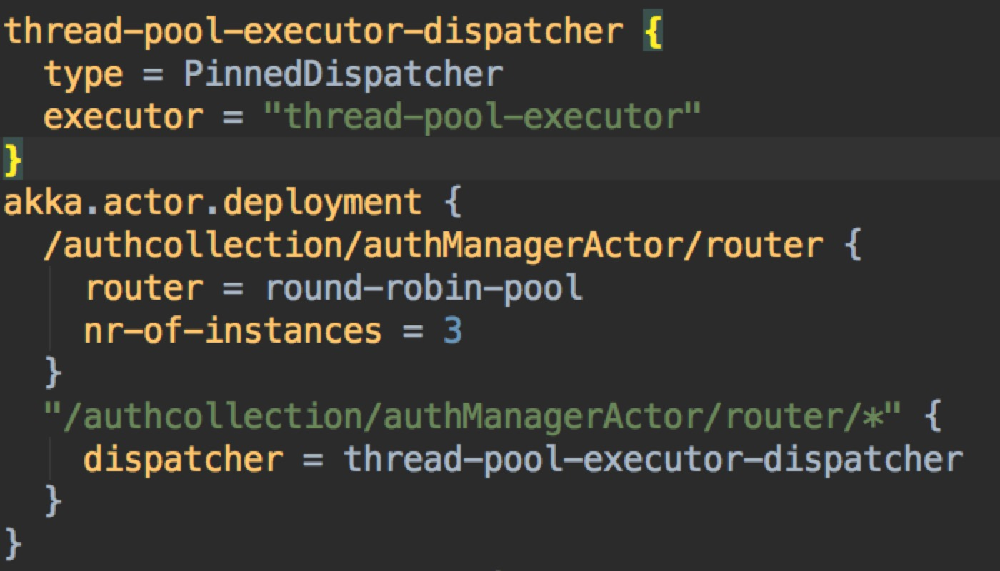 thread-pool-executor-dispatcher {
  type = PinnedDispatcher
  executor = "thread-pool-executor"
}
akka.actor.deployment {
  /authcollection/authManagerActor/router {
    router = round-robin-pool
    nr-of-instances = 3
  }
  "/authcollection/authManagerActor/router/*" {
    dispatcher = thread-pool-executor-dispatcher
  }
}